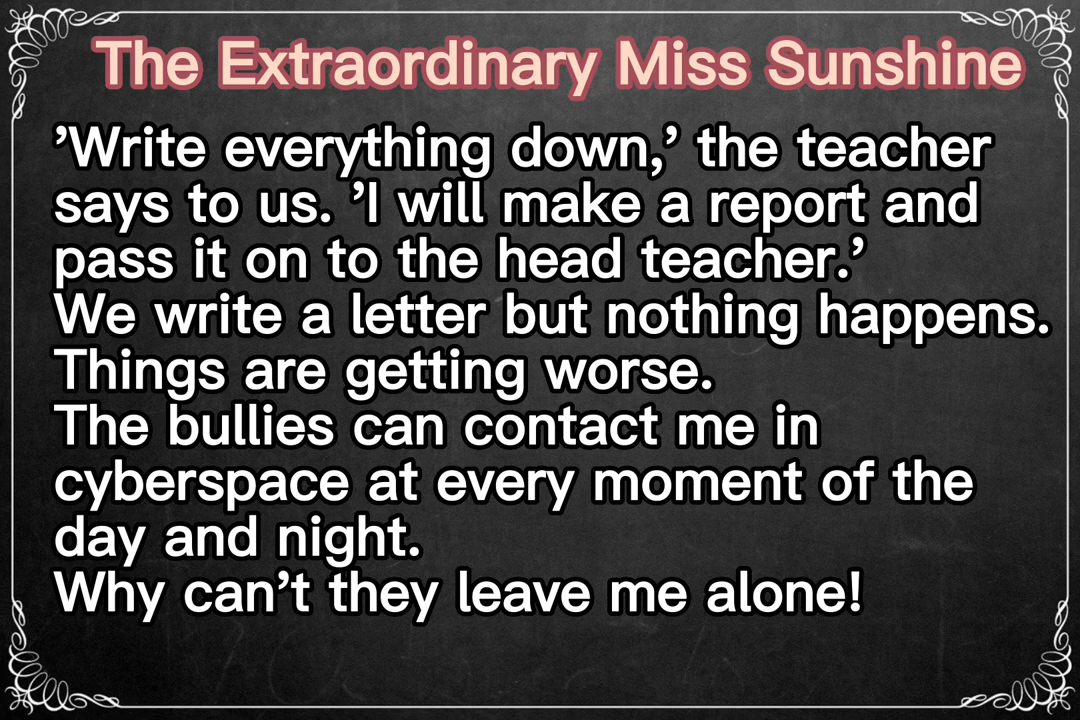 The Extraordinary Miss Sunshine
’Write everything down,’ the teacher
says to us. ’I will make a report and
pass it on to the head teacher.’
We write a letter but nothing happens.
Things are getting worse.
The bullies can contact me in
cyberspace at every moment of the
day and night.
Why can’t they leave me alone!